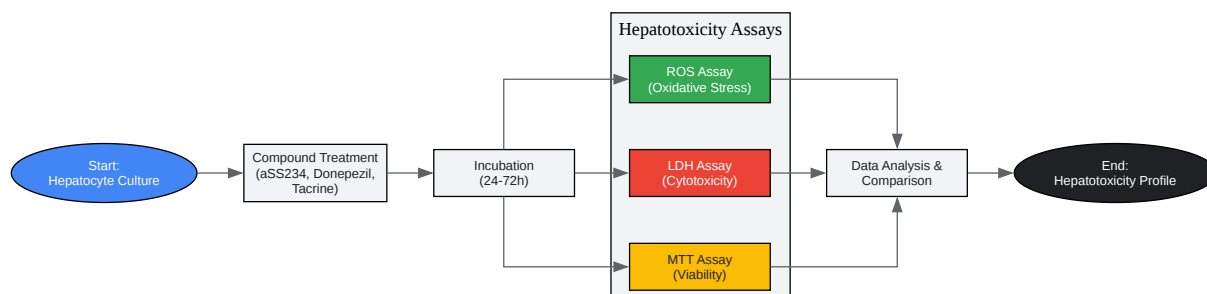 Start:
Hepatocyte Culture
Compound Treatment
(aSS234, Donepezil,
Tacrine)
Incubation
(24-72h)
Hepatotoxicity Assays
ROS Assay
(Oxidative Stress)
LDH Assay
(Cytotoxicity)
MTT Assay
(Viability)
Data Analysis &
Comparison
End:
Hepatotoxicity Profile